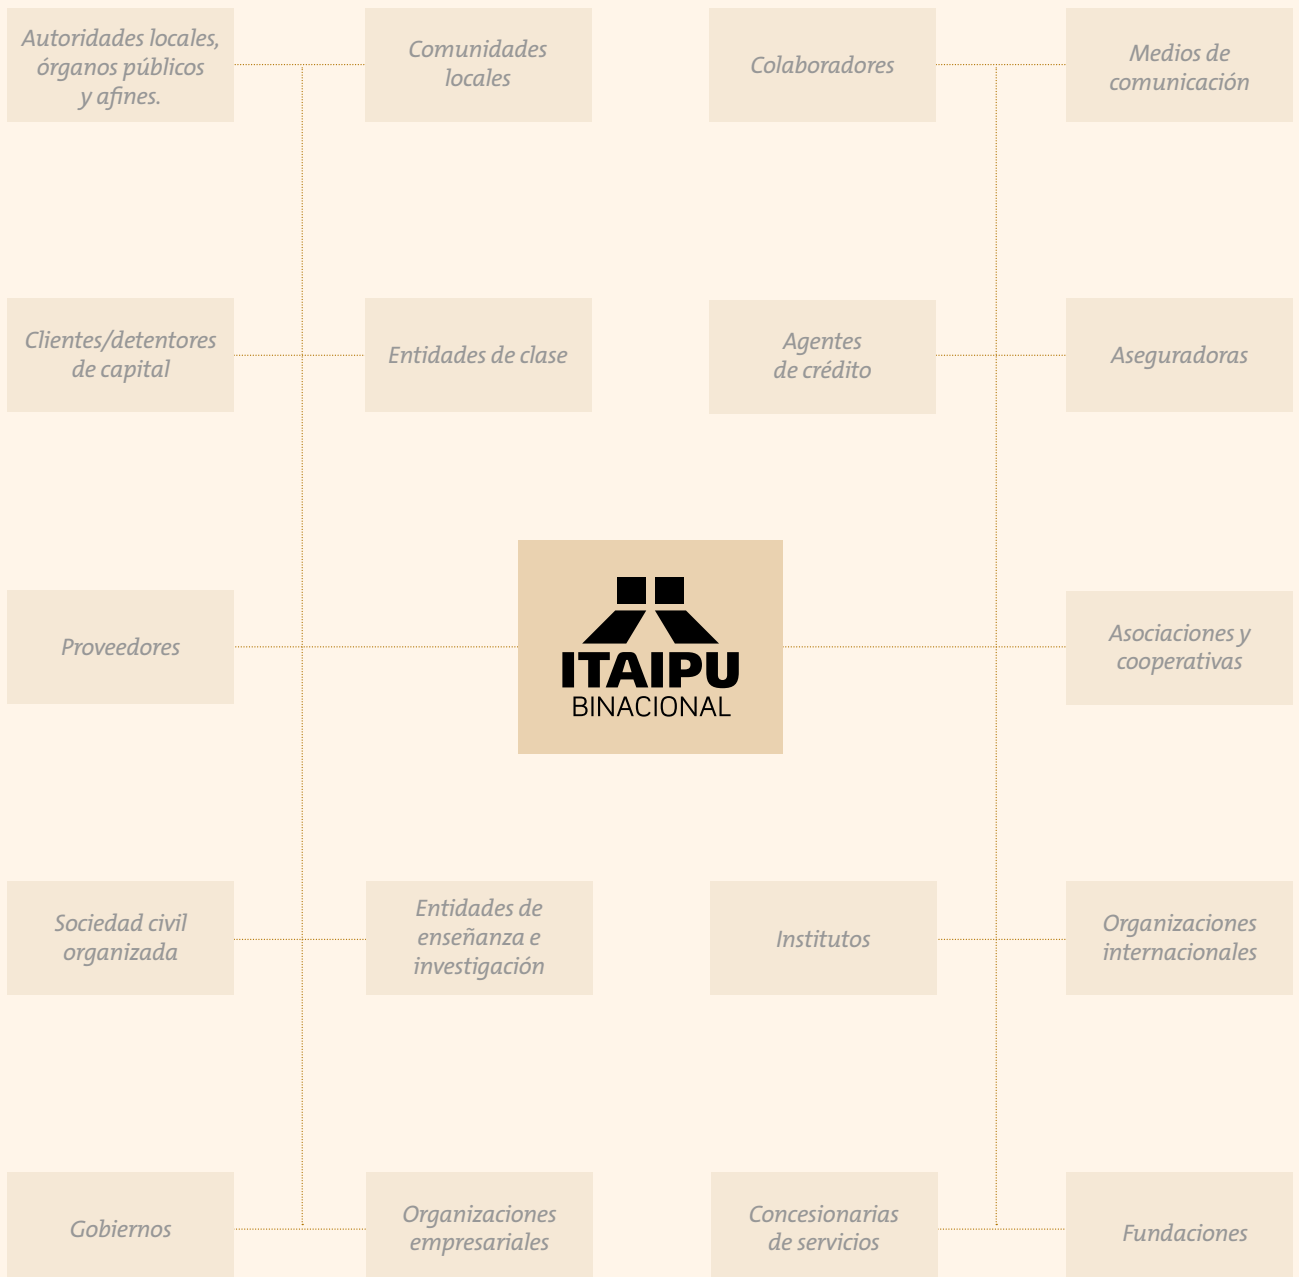 Autoridades locales,
órganos públicos
y afines.
Comunidades
locales
Colaboradores
Medios de
comunicación
Clientes/detentores
de capital
Entidades de clase
Agentes
de crédito
Aseguradoras
Proveedores
ITAIPU
BINACIONAL
Asociaciones y
cooperativas
Sociedad civil
organizada
Entidades de
enseñanza e
investigación
Institutos
Organizaciones
internacionales
Gobiernos
Organizaciones
empresariales
Concesionarias
de servicios
Fundaciones